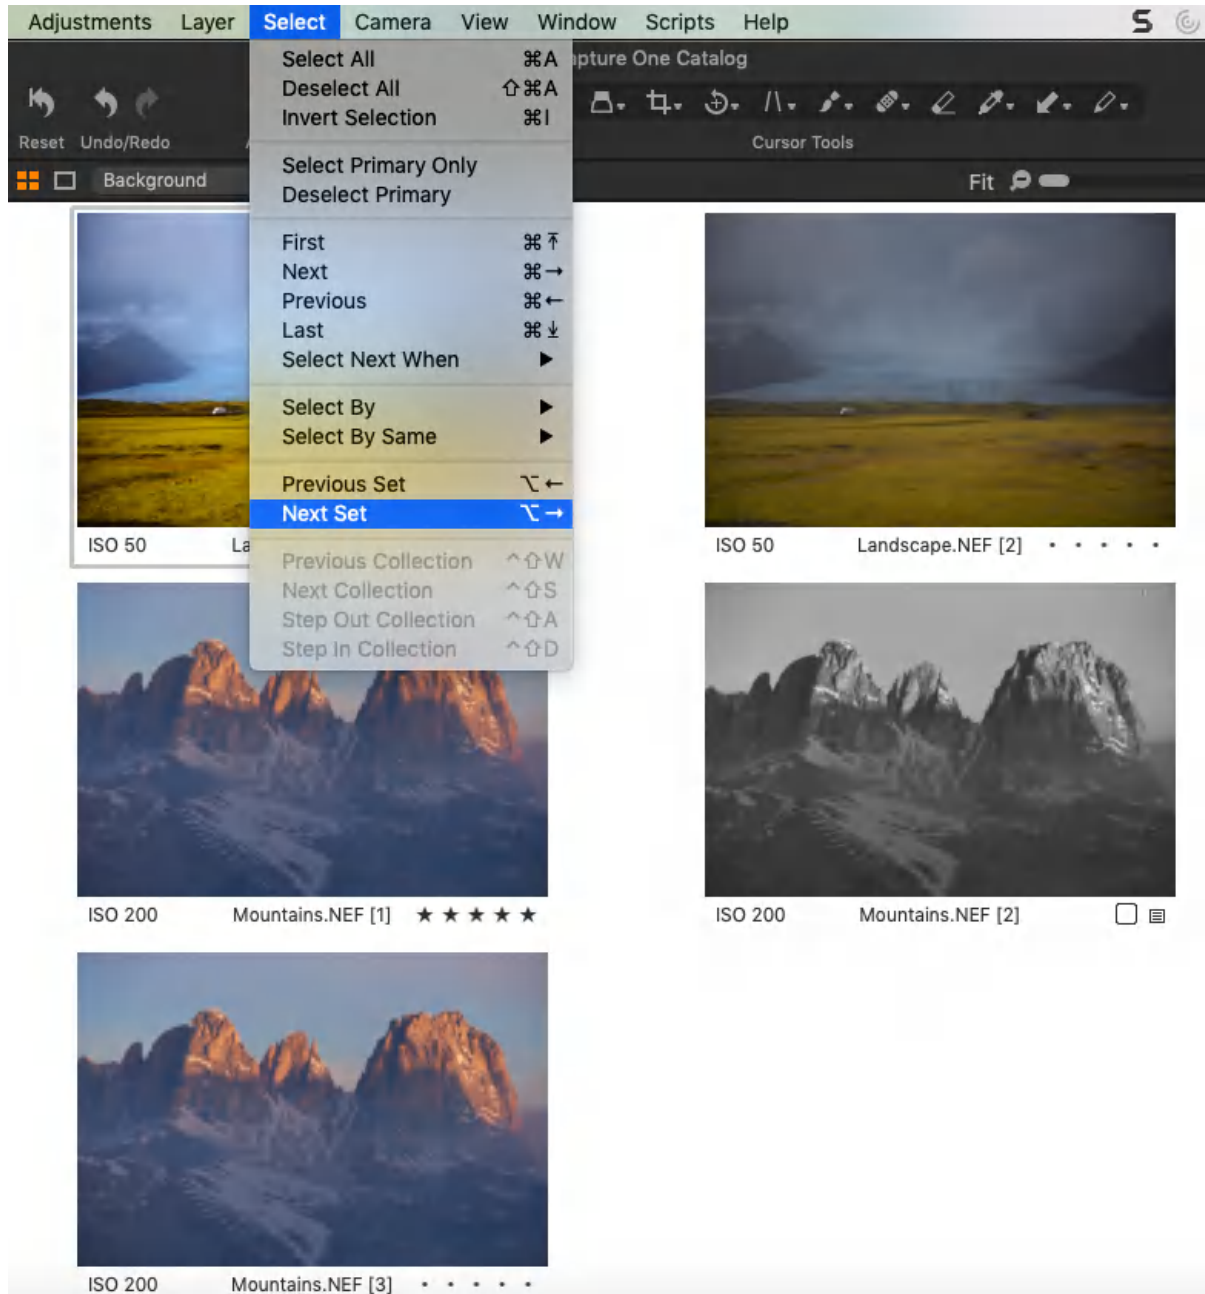 Adjustments Layer Select Camera View Window Scripts Help
Select All ⌘A
Deselect All ⇧⌘A
Invert Selection ⌘I
Select Primary Only
Deselect Primary
First ⌘⤒
Next ⌘→
Previous ⌘←
Last ⌘⤓
Select Next When ▶
Select By ▶
Select By Same ▶
Previous Set ⌥←
Next Set ⌥→
Previous Collection ^⇧W
Next Collection ^⇧S
Step Out Collection ^⇧A
Step In Collection ^⇧D
pture One Catalog
Reset Undo/Redo Cursor Tools
Background Fit
ISO 50 La
ISO 50 Landscape.NEF [2] • • • • •
ISO 200 Mountains.NEF [1] ★ ★ ★ ★ ★
ISO 200 Mountains.NEF [2]
ISO 200 Mountains.NEF [3] • • • • •